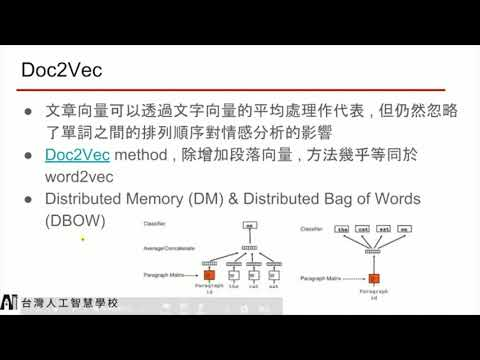 Doc2Vec
● 文章向量可以透過文字向量的平均處理作代表 , 但仍然忽略
了單詞之間的排列順序對情感分析的影響
● Doc2Vec method , 除增加段落向量 , 方法幾乎等同於
word2vec
● Distributed Memory (DM) & Distributed Bag of Words
(DBOW)
Classifier
on
Average/Concatenate
Paragraph Matrix
Paragraph
id
the
cat
sat
Classifier
the
cat
sat
on
Paragraph Matrix
Paragraph
id
台灣人工智慧學校